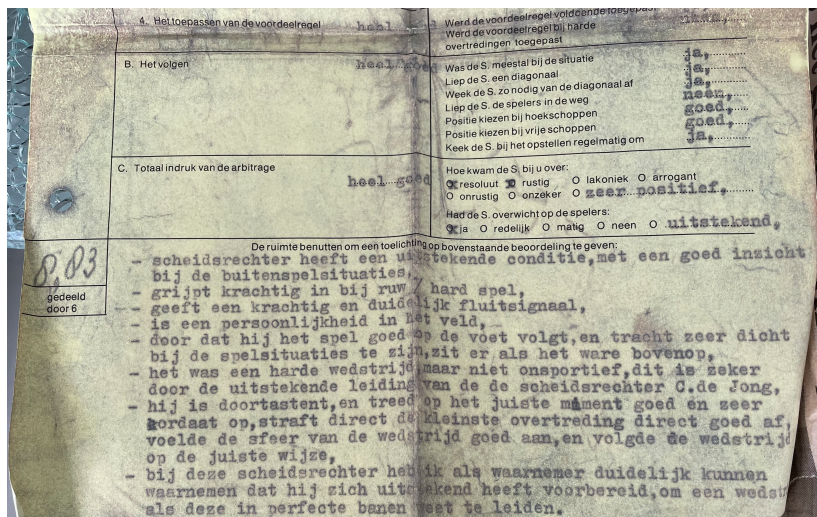 4. Het toepassen van de voordeelregel heel
Werd de voordeelregel voldoende toegepast
Werd de voordeelregel bij harde
overtredingen toegepast
B. Het volgen heel goed
Was de S. meestal bij de situatie ja,
Liep de S. een diagonaal ja,
Week de S. zo nodig van de diagonaal af ja,
Liep de S. de spelers in de weg neen,
Positie kiezen bij hoekschoppen goed,
Positie kiezen bij vrije schoppen goed,
Keek de S. bij het opstellen regelmatig om ja,
C. Totaal indruk van de arbitrage heel goed
Hoe kwam de S. bij u over:
resoluut rustig O lakoniek O arrogant
O onrustig O onzeker O zeer positief,
Had de S. overwicht op de spelers:
ja O redelijk O matig O neen O uitstekend,
8,83
gedeeld
door 6
De ruimte benutten om een toelichting op bovenstaande beoordeling te geven:
- scheidsrechter heeft een uitstekende conditie,met een goed inzicht
bij de buitenspelsituaties,
- grijpt krachtig in bij ruw / hard spel,
- geeft een krachtig en duidelijk fluitsignaal,
- is een persoonlijkheid in het veld,
- door dat hij het spel goed op de voet volgt,en tracht zeer dicht
bij de spelsituaties te zijn,zit er als het ware bovenop,
- het was een harde wedstrijd maar niet onsportief,dit is zeker
door de uitstekende leiding van de de scheidsrechter C.de Jong,
- hij is doortastent,en treed op het juiste moment goed en zeer
kordaat op,straft direct de kleinste overtreding direct goed af,
voelde de sfeer van de wedstrijd goed aan,en volgde de wedstrijd
op de juiste wijze,
- bij deze scheidsrechter heb ik als waarnemer duidelijk kunnen
waarnemen dat hij zich uitstekend heeft voorbereid,om een wedst
als deze in perfecte banen weet te leiden.